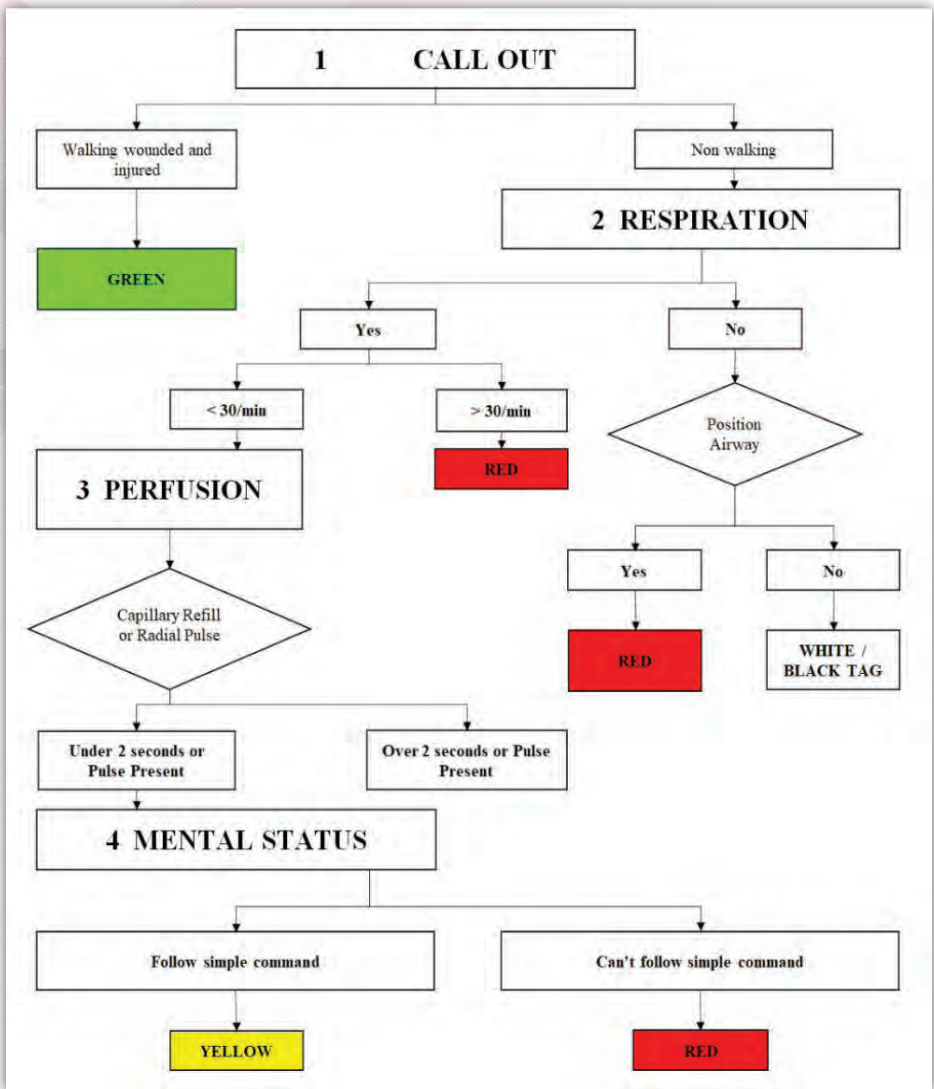 1 CALL OUT
Walking wounded and
injured
Non walking
2 RESPIRATION
GREEN
Yes
No
< 30/min
> 30/min
Position
Airway
RED
3 PERFUSION
Yes
No
Capillary Refill
or Radial Pulse
RED
WHITE /
BLACK TAG
Under 2 seconds or
Pulse Present
Over 2 seconds or Pulse
Present
4 MENTAL STATUS
Follow simple command
Can't follow simple command
YELLOW
RED